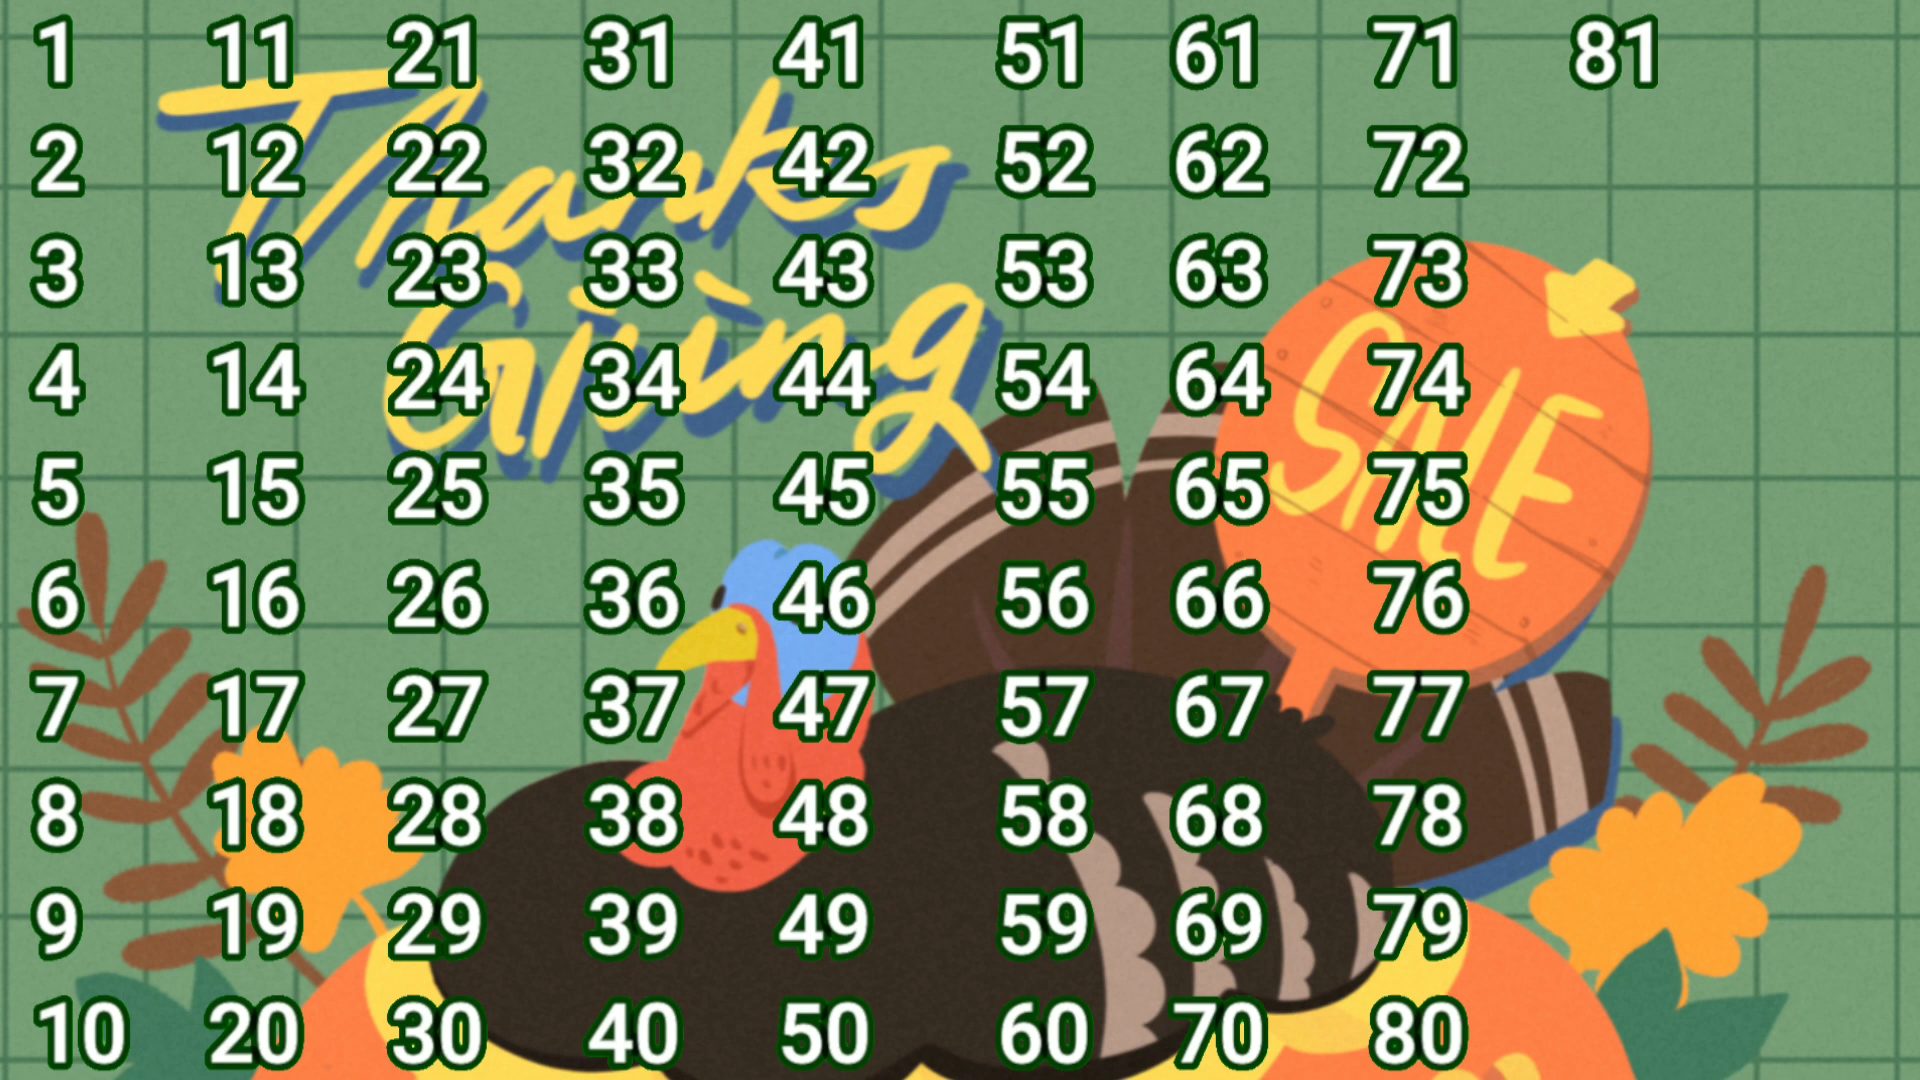 1 11 21 31 41 51 61 71 81
2 12 22 32 42 52 62 72
3 13 23 33 43 53 63 73
4 14 24 34 44 54 64 74
5 15 25 35 45 55 65 75
6 16 26 36 46 56 66 76
7 17 27 37 47 57 67 77
8 18 28 38 48 58 68 78
9 19 29 39 49 59 69 79
10 20 30 40 50 60 70 80
Thanks
Giving
SALE